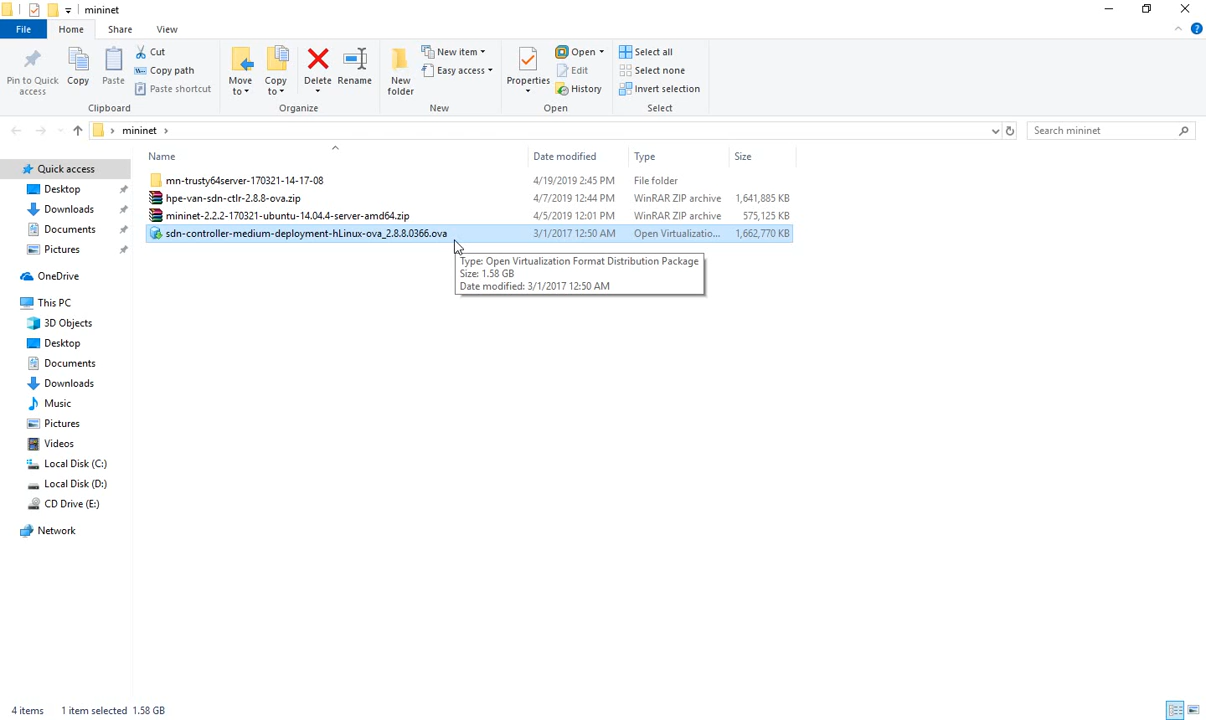 mininet
File Home Share View
Pin to Quick access
Copy
Paste
Cut
Copy path
Paste shortcut
Clipboard
Move to
Copy to
Delete
Rename
Organize
New folder
New item
Easy access
New
Properties
Open
Edit
History
Open
Select all
Select none
Invert selection
Select
mininet
Search mininet
Name Date modified Type Size
mn-trusty64server-170321-14-17-08 4/19/2019 2:45 PM File folder
hpe-van-sdn-ctlr-2.8.8-ova.zip 4/7/2019 12:44 PM WinRAR ZIP archive 1,641,885 KB
mininet-2.2.2-170321-ubuntu-14.04.4-server-amd64.zip 4/5/2019 12:01 PM WinRAR ZIP archive 575,125 KB
sdn-controller-medium-deployment-hLinux-ova_2.8.8.0366.ova 3/1/2017 12:50 AM Open Virtualizatio... 1,662,770 KB
Type: Open Virtualization Format Distribution Package
Size: 1.58 GB
Date modified: 3/1/2017 12:50 AM
Quick access
Desktop
Downloads
Documents
Pictures
OneDrive
This PC
3D Objects
Desktop
Documents
Downloads
Music
Pictures
Videos
Local Disk (C:)
Local Disk (D:)
CD Drive (E:)
Network
4 items 1 item selected 1.58 GB